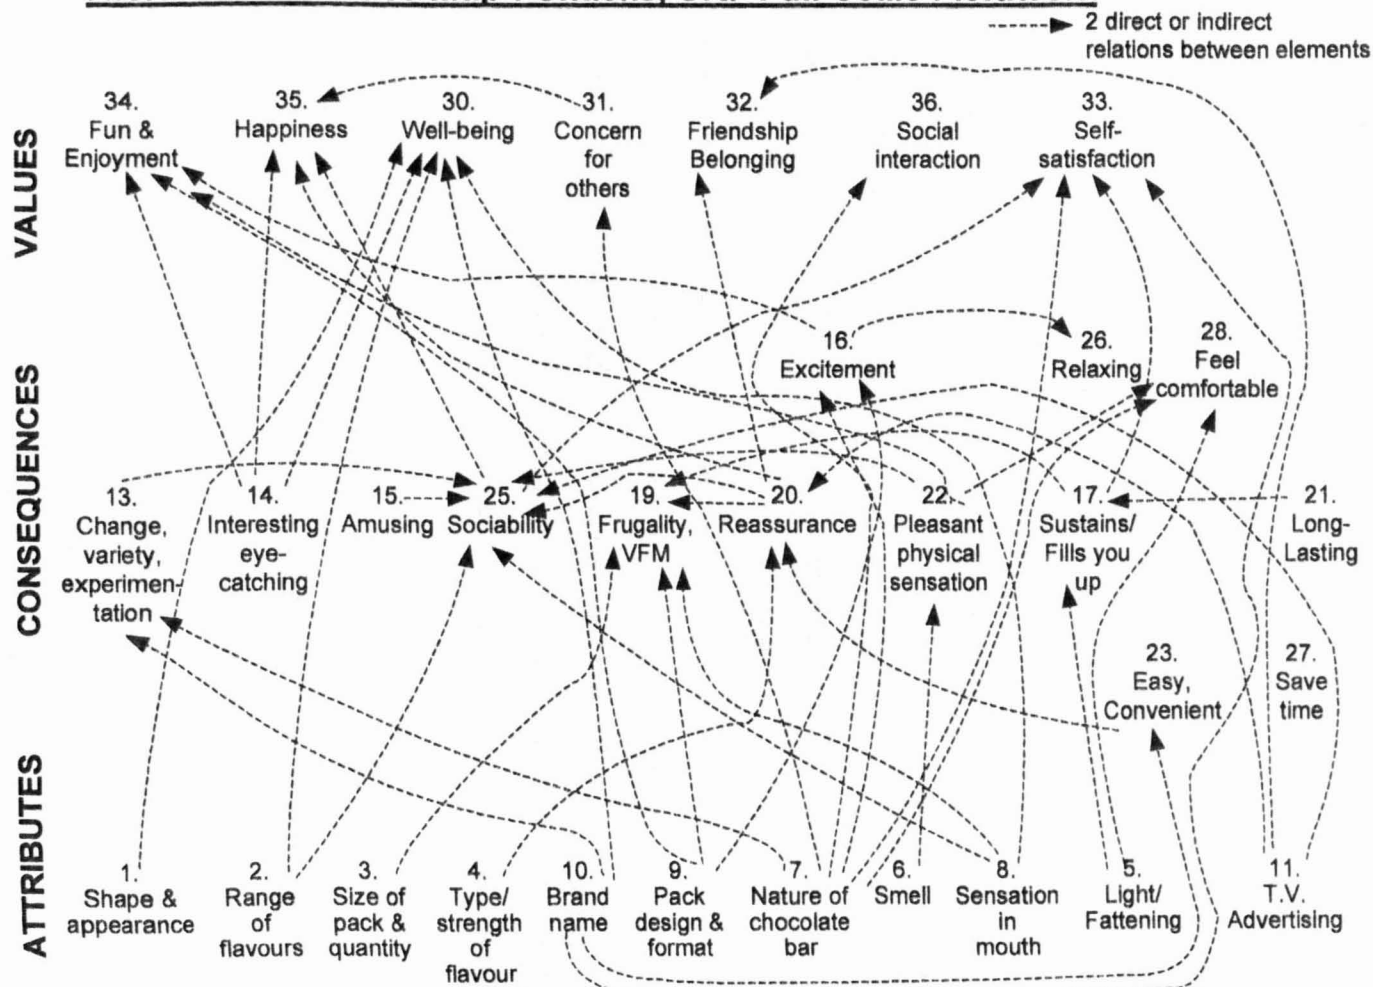 2 direct or indirect
relations between elements
VALUES
34.
Fun &
Enjoyment
35.
Happiness
30.
Well-being
31.
Concern
for
others
32.
Friendship
Belonging
36.
Social
interaction
33.
Self-
satisfaction
CONSEQUENCES
16.
Excitement
26.
Relaxing
28.
Feel
comfortable
13.
Change,
variety,
experimen-
tation
14.
Interesting
eye-
catching
15.
Amusing
25.
Sociability
19.
Frugality,
VFM
20.
Reassurance
22.
Pleasant
physical
sensation
17.
Sustains/
Fills you
up
21.
Long-
Lasting
23.
Easy,
Convenient
27.
Save
time
ATTRIBUTES
1.
Shape &
appearance
2.
Range
of
flavours
3.
Size of
pack &
quantity
4.
Type/
strength
of
flavour
10.
Brand
name
9.
Pack
design &
format
7.
Nature of
chocolate
bar
6.
Smell
8.
Sensation
in
mouth
5.
Light/
Fattening
11.
T.V.
Advertising